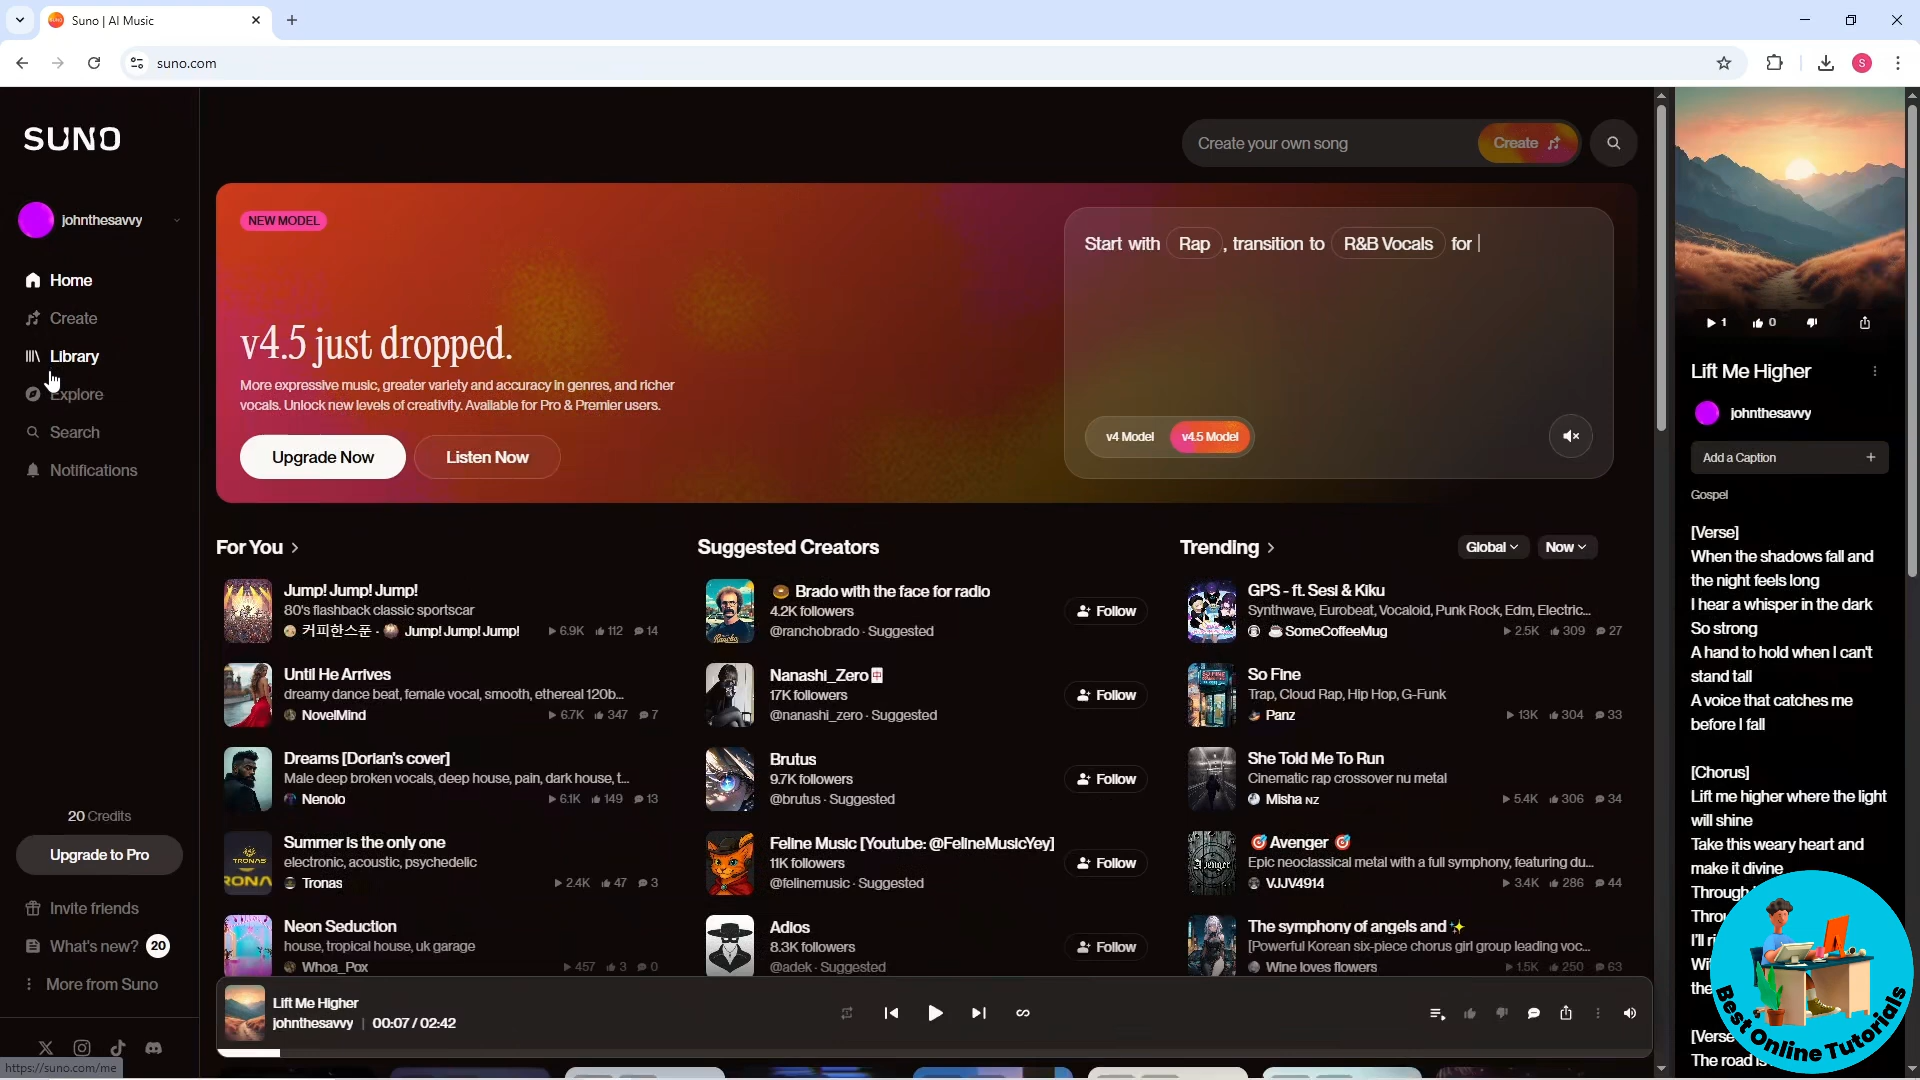 Suno | AI Music
suno.com
S
SUNO
johnthesavvy
Home
Create
Library
Explore
Search
Notifications
20 Credits
Upgrade to Pro
Invite friends
What's new? 20
More from Suno
https://suno.com/me
Create your own song
Create
NEW MODEL
v4.5 just dropped.
More expressive music, greater variety and accuracy in genres, and richer
vocals. Unlock new levels of creativity. Available for Pro & Premier users.
Upgrade Now
Listen Now
Start with Rap , transition to R&B Vocals for
v4 Model
v4.5 Model
For You
Jump! Jump! Jump!
80's flashback classic sportscar
커피한스푼 · Jump! Jump! Jump! 6.9K 112 14
Until He Arrives
dreamy dance beat, female vocal, smooth, ethereal 120b...
NovelMind 6.7K 347 7
Dreams [Dorian's cover]
Male deep broken vocals, deep house, pain, dark house, t...
Nenolo 6.1K 149 13
Summer is the only one
electronic, acoustic, psychedelic
Tronas 2.4K 47 3
Neon Seduction
house, tropical house, uk garage
Whoa_Pox 457 3 0
Suggested Creators
Brado with the face for radio
4.2K followers
@ranchobrado · Suggested
Follow
Nanashi_Zero
17K followers
@nanashi_zero · Suggested
Follow
Brutus
9.7K followers
@brutus · Suggested
Follow
Feline Music [Youtube: @FelineMusicYey]
11K followers
@felinemusic · Suggested
Follow
Adios
8.3K followers
@adek · Suggested
Follow
Trending
Global
Now
GPS - ft. Sesi & Kiku
Synthwave, Eurobeat, Vocaloid, Punk Rock, Edm, Electric...
SomeCoffeeMug 2.5K 309 27
So Fine
Trap, Cloud Rap, Hip Hop, G-Funk
Panz 13K 304 33
She Told Me To Run
Cinematic rap crossover nu metal
Misha NZ 5.4K 306 34
Avenger
Epic neoclassical metal with a full symphony, featuring du...
VJJV4914 3.4K 286 44
The symphony of angels and
[Powerful Korean six-piece chorus girl group leading voc...
Wine loves flowers 1.5K 250 63
Lift Me Higher
johnthesavvy | 00:07 / 02:42
1 0
Lift Me Higher
johnthesavvy
Add a Caption
Gospel
[Verse]
When the shadows fall and
the night feels long
I hear a whisper in the dark
So strong
A hand to hold when I can't
stand tall
A voice that catches me
before I fall
[Chorus]
Lift me higher where the light
will shine
Take this weary heart and
make it divine
Through
I'll
the
[Verse
The road
Best Online Tutorials